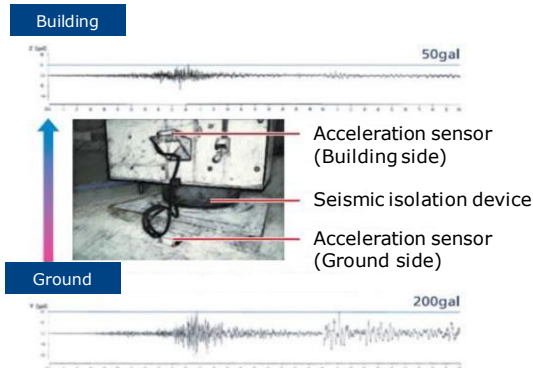 Building
50gal
Acceleration sensor
(Building side)
Seismic isolation device
Acceleration sensor
(Ground side)
Ground
200gal